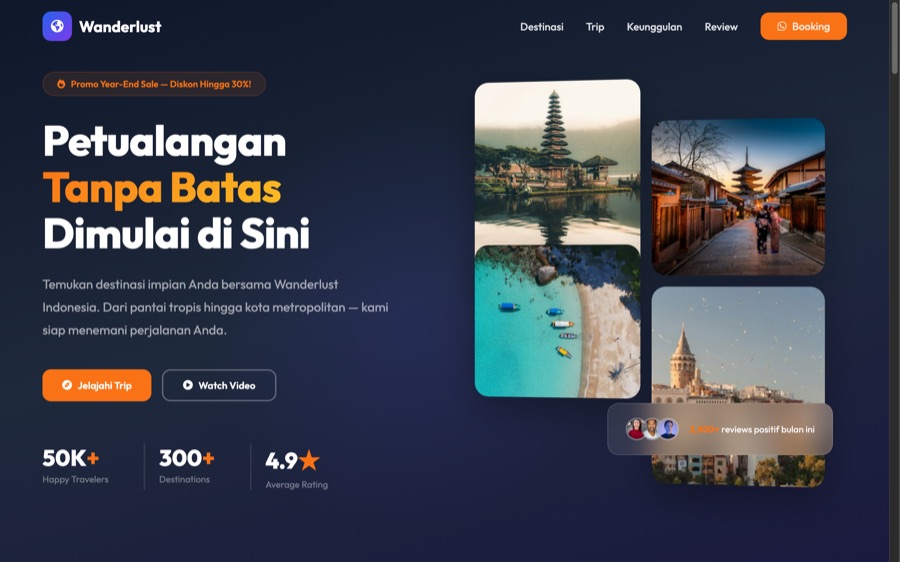 Wanderlust
Destinasi
Trip
Keunggulan
Review
Booking
Promo Year-End Sale — Diskon Hingga 30%!
Petualangan
Tanpa Batas
Dimulai di Sini
Temukan destinasi impian Anda bersama Wanderlust
Indonesia. Dari pantai tropis hingga kota metropolitan — kami
siap menemani perjalanan Anda.
Jelajahi Trip
Watch Video
50K+
Happy Travelers
300+
Destinations
4.9★
Average Rating
reviews positif bulan ini